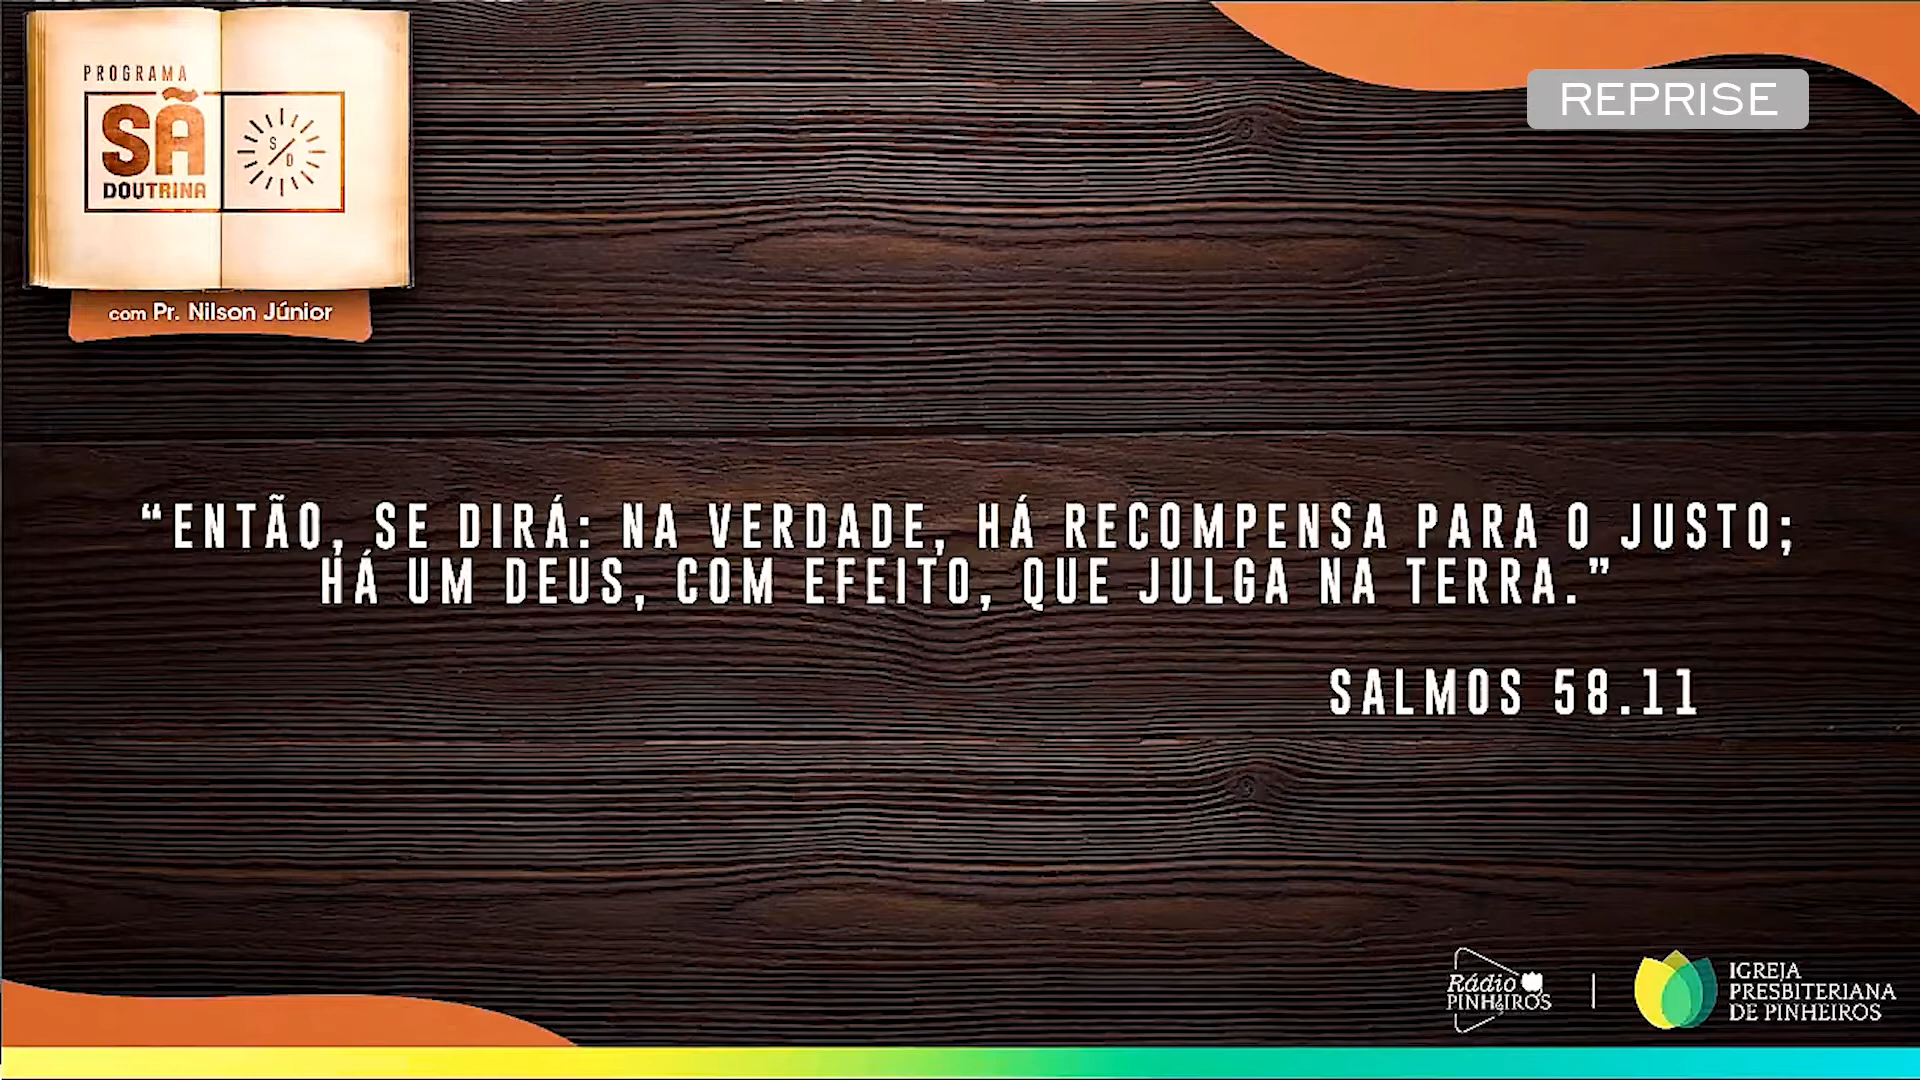 PROGRAMA
SÃ
DOUTRINA
S/D
com Pr. Nilson Júnior
REPRISE
“ENTÃO, SE DIRÁ: NA VERDADE, HÁ RECOMPENSA PARA O JUSTO;
HÁ UM DEUS, COM EFEITO, QUE JULGA NA TERRA.”
SALMOS 58.11
Rádio
PINHEIROS
IGREJA
PRESBITERIANA
DE PINHEIROS